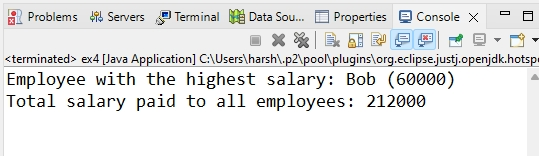 Problems Servers Terminal Data Sou... Properties Console
<terminated> ex4 [Java Application] C:\Users\harsh\.p2\pool\plugins\org.eclipse.justj.openjdk.hotsp
Employee with the highest salary: Bob (60000)
Total salary paid to all employees: 212000